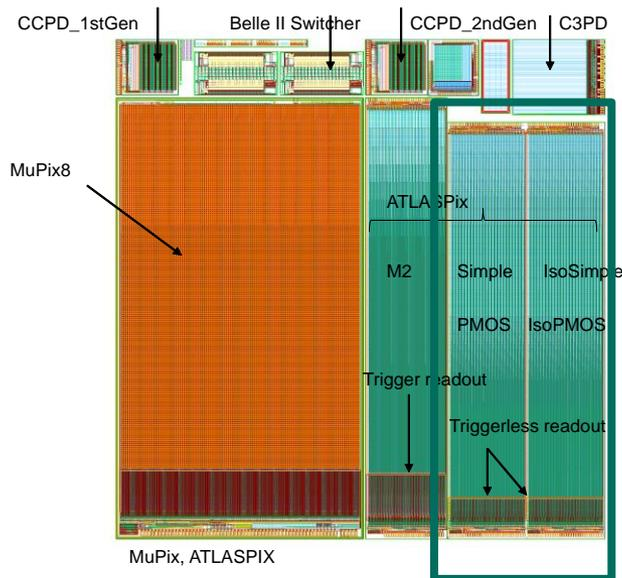 CCPD_1stGen
Belle II Switcher
CCPD_2ndGen
C3PD
MuPix8
ATLASPix
M2
Simple
IsoSimple
PMOS
IsoPMOS
Trigger readout
Triggerless readout
MuPix, ATLASPIX